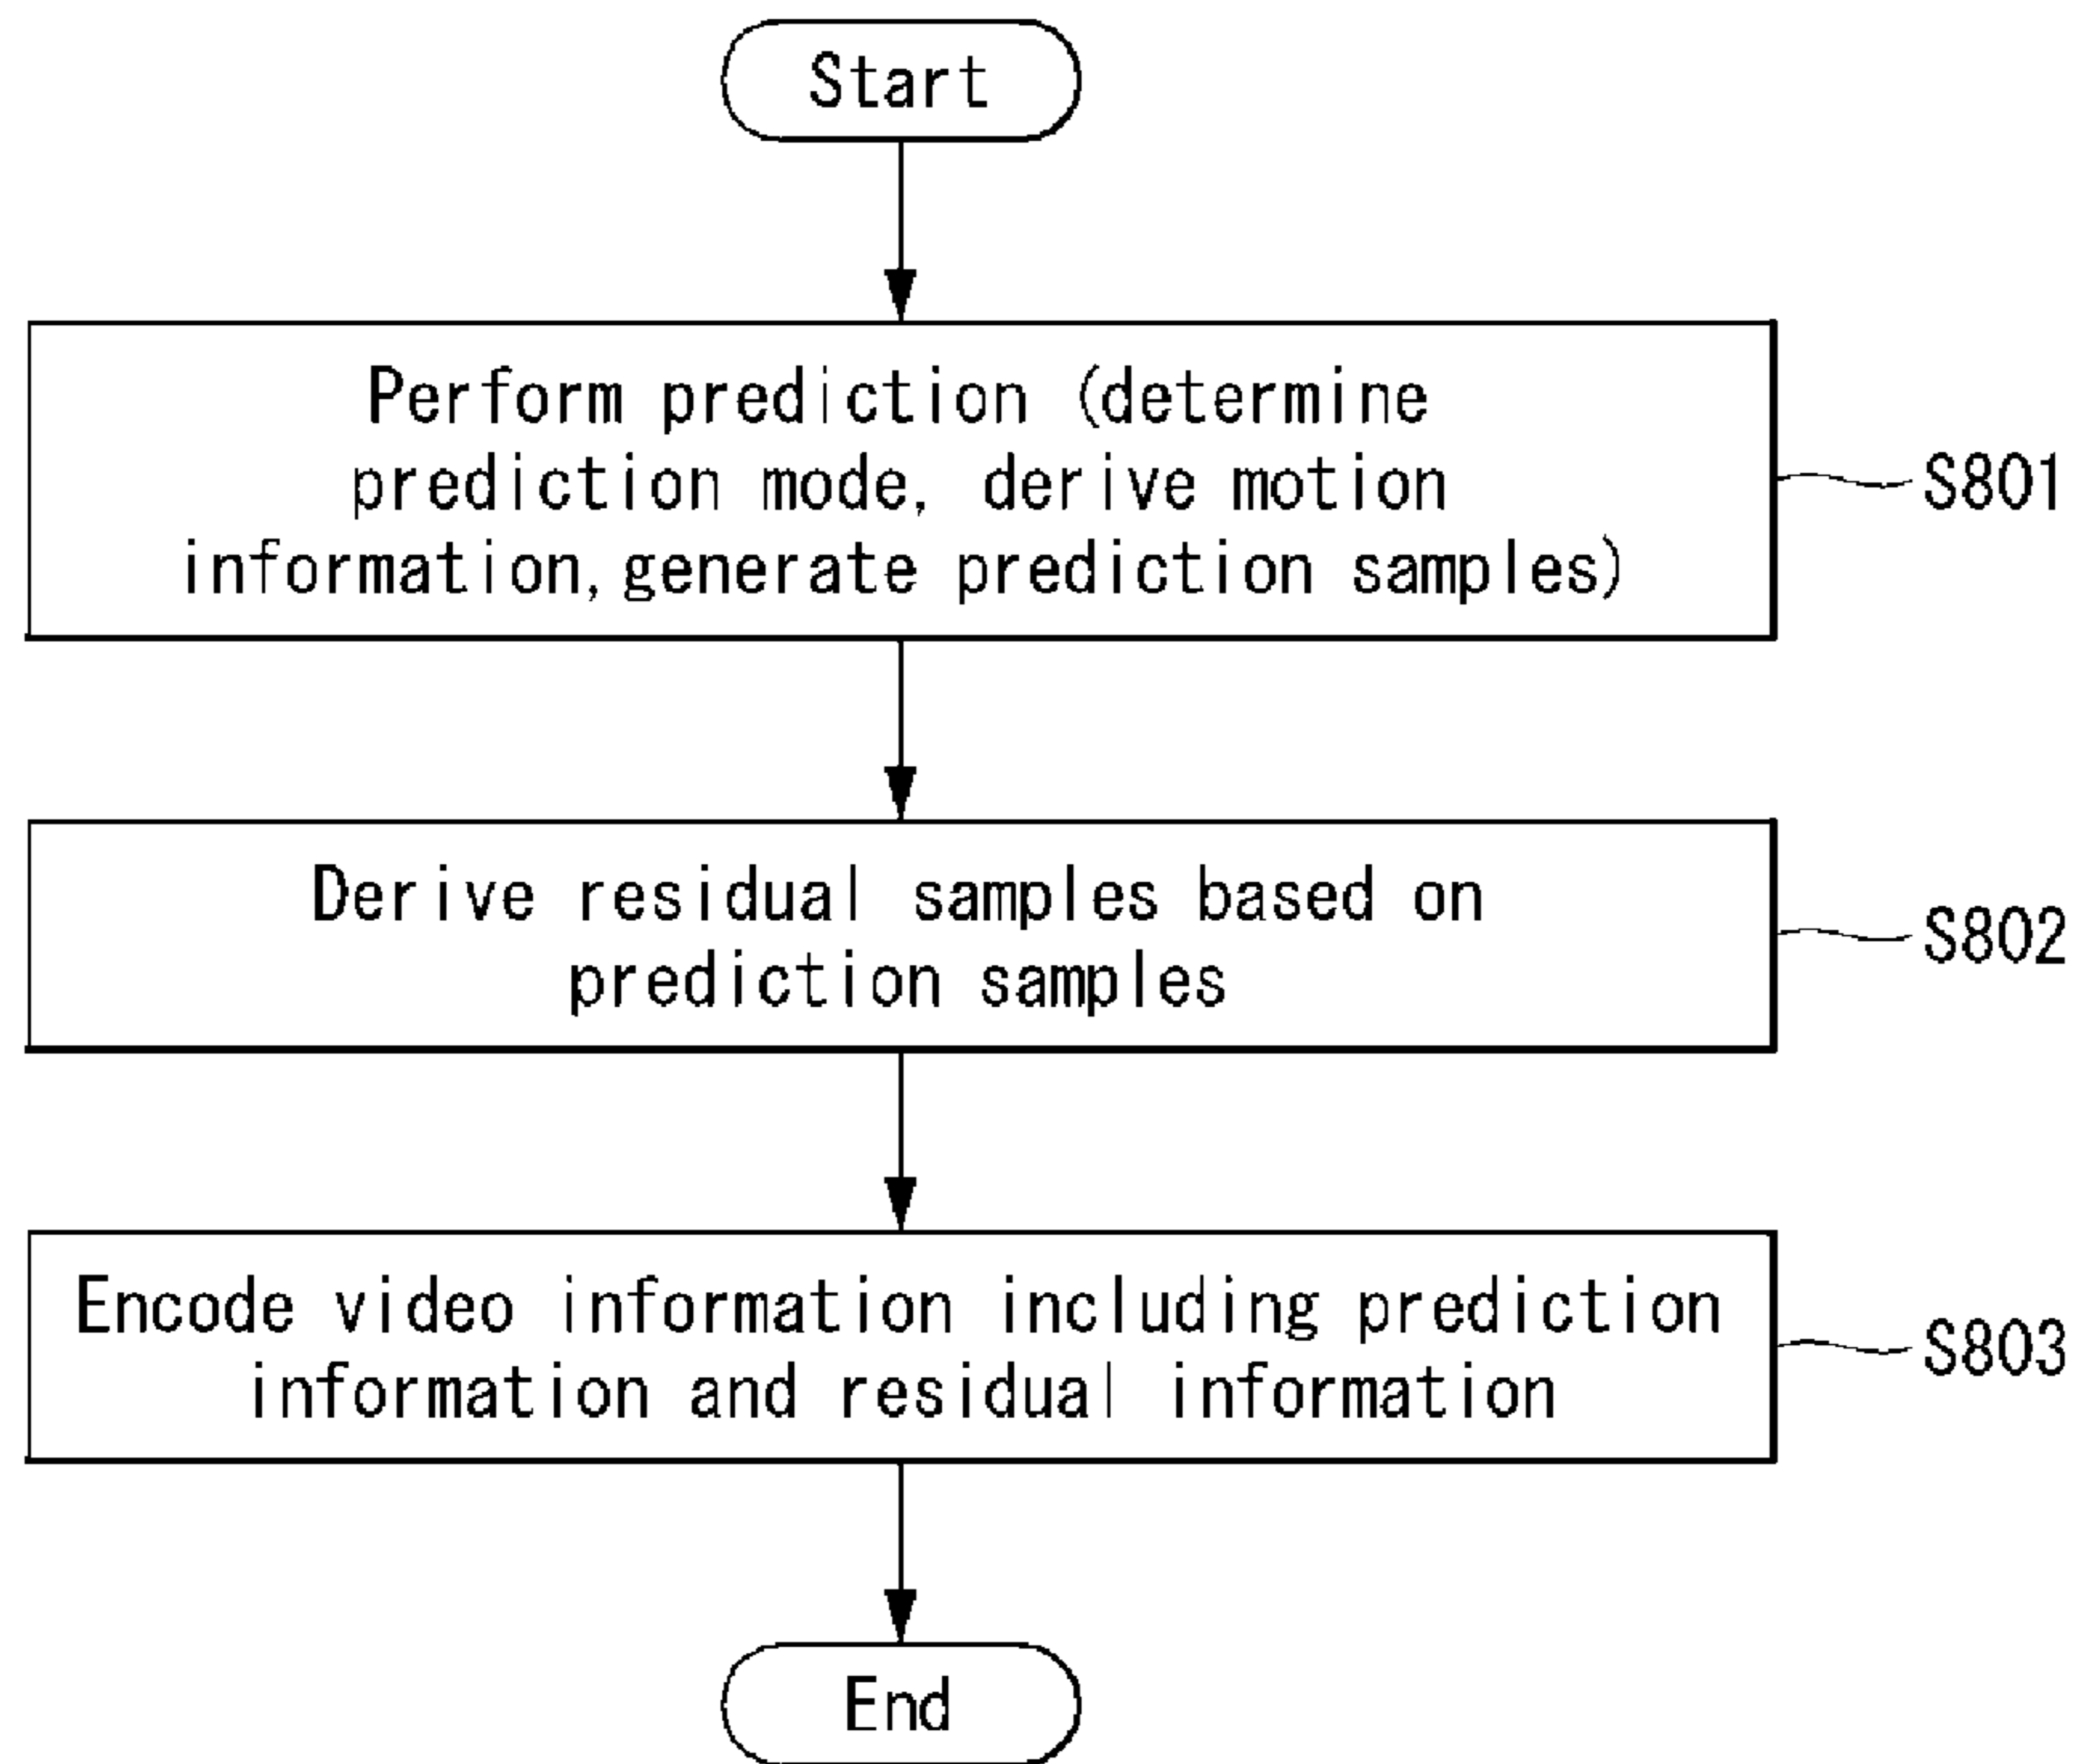 Start
Perform prediction (determine
prediction mode, derive motion
information, generate prediction samples)
S801
Derive residual samples based on
prediction samples
S802
Encode video information including prediction
information and residual information
S803
End